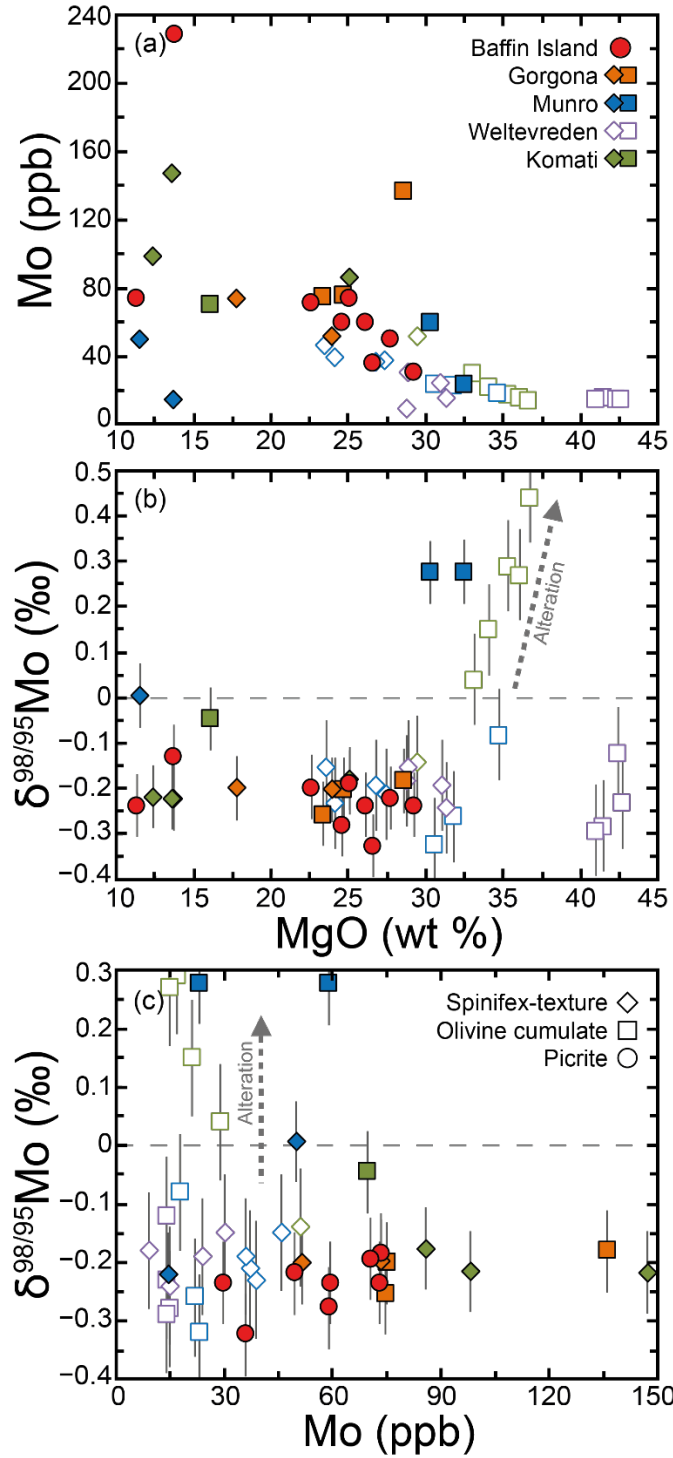 (a)
Baffin Island
Gorgona
Munro
Weltevreden
Komati
Mo (ppb)
240
200
160
120
80
40
0
10 15 20 25 30 35 40 45
(b)
δ98/95Mo (‰)
0.5
0.4
0.3
0.2
0.1
0
−0.1
−0.2
−0.3
−0.4
Alteration
10 15 20 25 30 35 40 45
MgO (wt %)
(c)
Spinifex-texture
Olivine cumulate
Picrite
δ98/95Mo (‰)
0.3
0.2
0.1
0
−0.1
−0.2
−0.3
−0.4
Alteration
0 30 60 90 120 150
Mo (ppb)